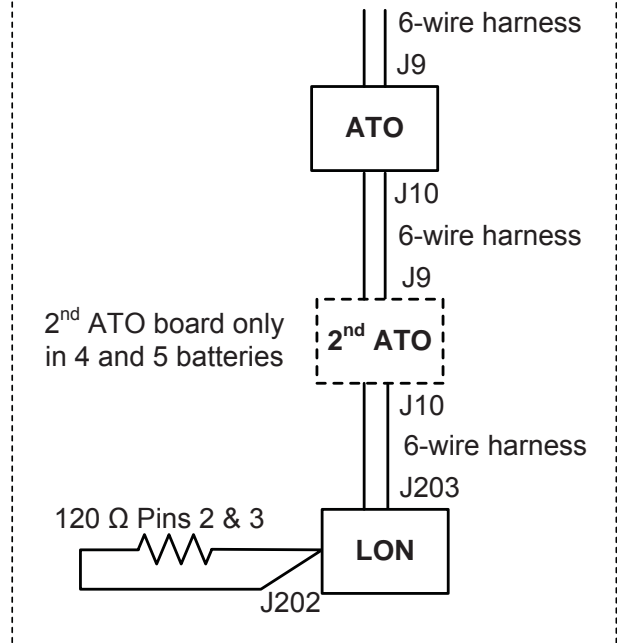 6-wire harness
J9
ATO
J10
6-wire harness
J9
2nd ATO board only
in 4 and 5 batteries
2nd ATO
J10
6-wire harness
J203
120 Ω Pins 2 & 3
LON
J202